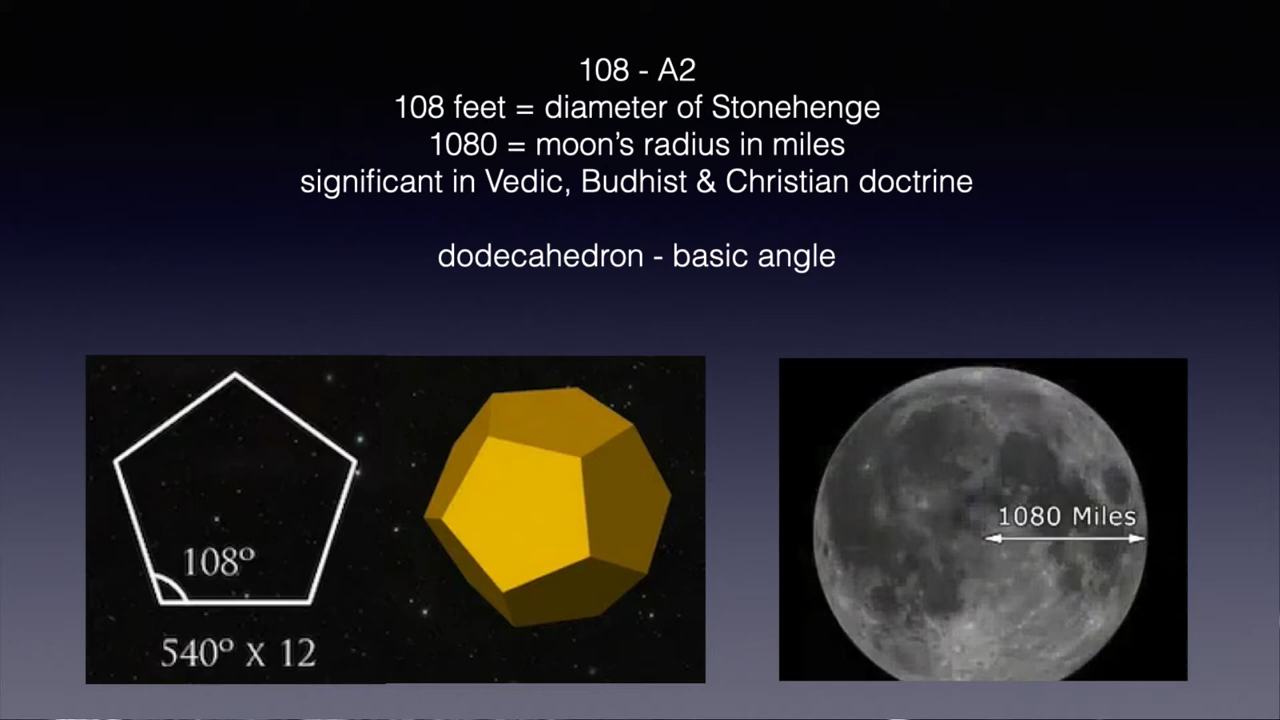 108 - A2
108 feet = diameter of Stonehenge
1080 = moon’s radius in miles
significant in Vedic, Budhist & Christian doctrine
dodecahedron - basic angle
108º
540º X 12
1080 Miles